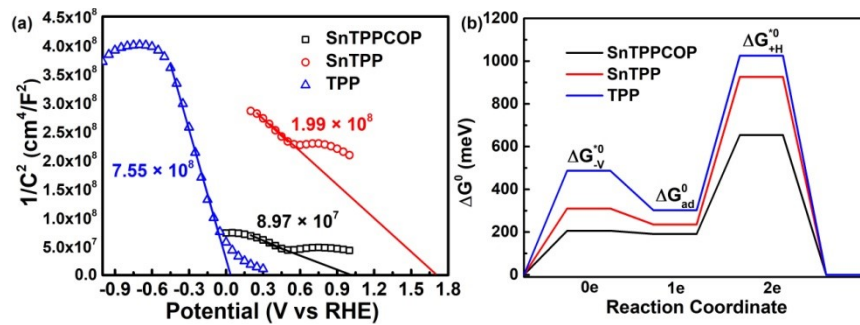 (a)
4.5x10⁸
4.0x10⁸
3.5x10⁸
3.0x10⁸
2.5x10⁸
2.0x10⁸
1.5x10⁸
1.0x10⁸
5.0x10⁷
0.0
1/C² (cm⁴/F²)
SnTPPCOP
SnTPP
TPP
1.99 × 10⁸
7.55 × 10⁸
8.97 × 10⁷
-0.9 -0.6 -0.3 0.0 0.3 0.6 0.9 1.2 1.5 1.8
Potential (V vs RHE)
(b)
1200
1000
800
600
400
200
0
ΔG⁰ (meV)
SnTPPCOP
SnTPP
TPP
ΔG*⁰+H
ΔG*⁰-V
ΔG⁰ad
0e 1e 2e
Reaction Coordinate